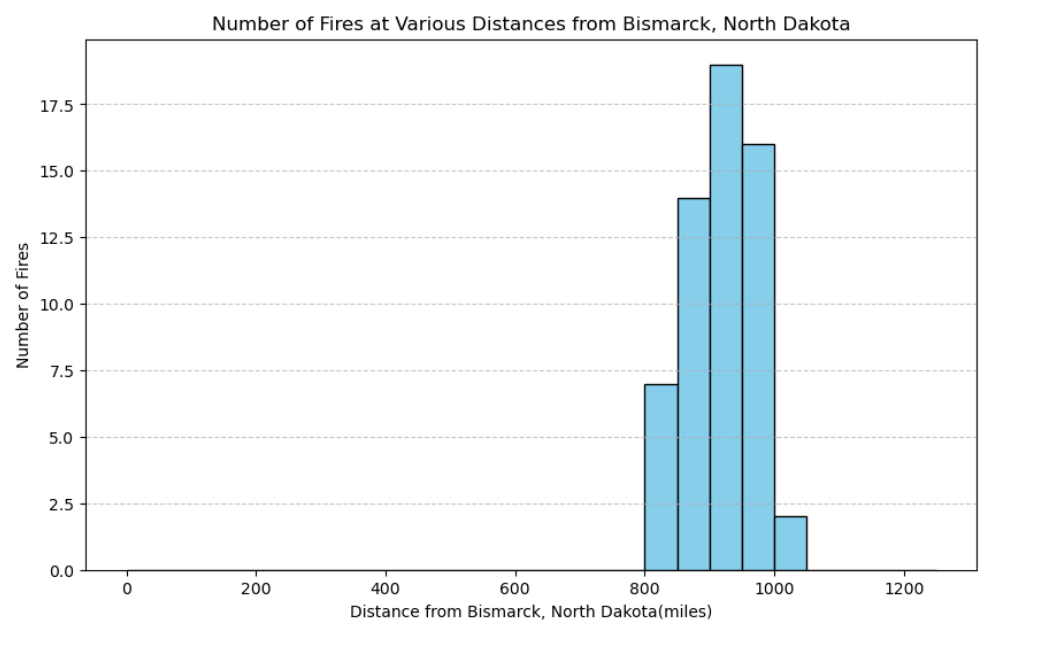 Number of Fires at Various Distances from Bismarck, North Dakota
17.5
15.0
12.5
10.0
7.5
5.0
2.5
0.0
Number of Fires
0 200 400 600 800 1000 1200
Distance from Bismarck, North Dakota(miles)